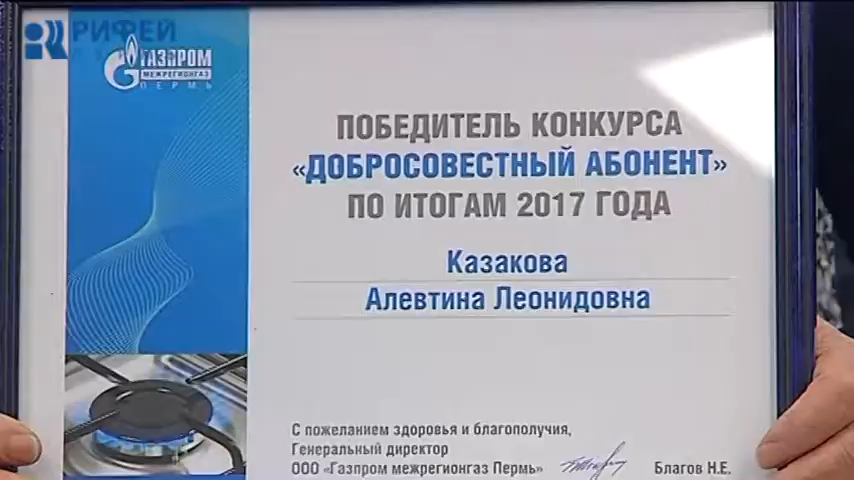 РИФЕЙ
ГАЗПРОМ
МЕЖРЕГИОНГАЗ
ПЕРМЬ
ПОБЕДИТЕЛЬ КОНКУРСА
«ДОБРОСОВЕСТНЫЙ АБОНЕНТ»
ПО ИТОГАМ 2017 ГОДА
Казакова
Алевтина Леонидовна
С пожеланием здоровья и благополучия,
Генеральный директор
ООО «Газпром межрегионгаз Пермь»
Благов Н.Е.